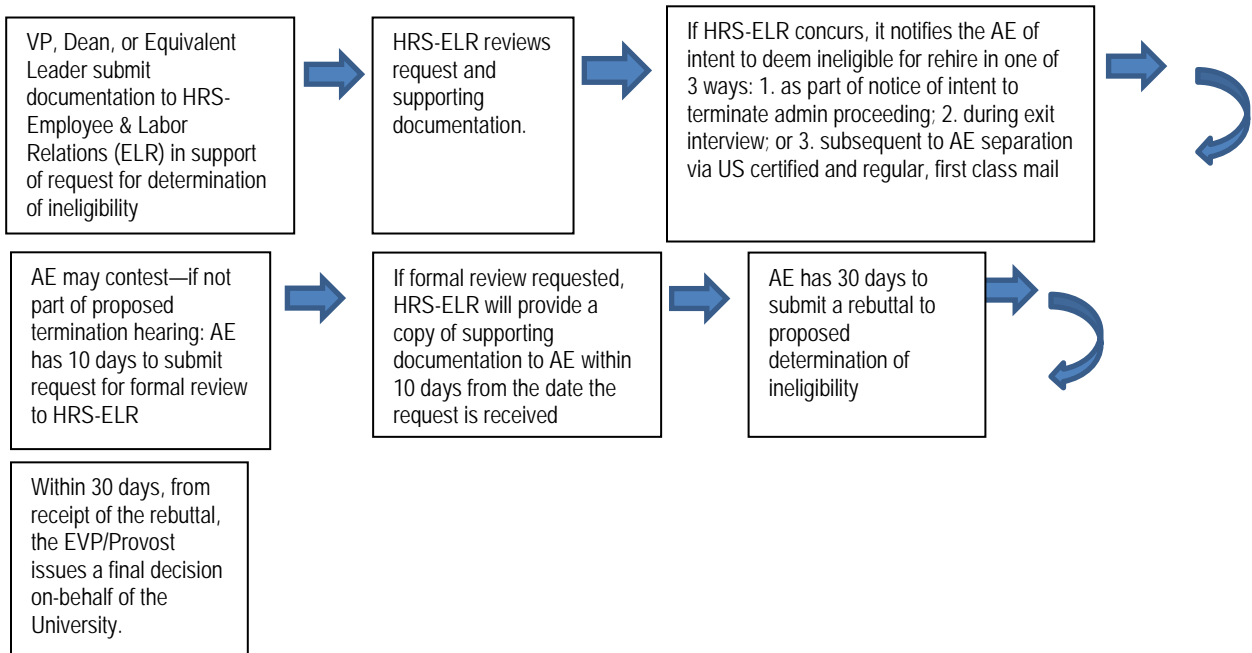 VP, Dean, or Equivalent
Leader submit
documentation to HRS-
Employee & Labor
Relations (ELR) in support
of request for determination
of ineligibility
HRS-ELR reviews
request and
supporting
documentation.
If HRS-ELR concurs, it notifies the AE of
intent to deem ineligible for rehire in one of
3 ways: 1. as part of notice of intent to
terminate admin proceeding; 2. during exit
interview; or 3. subsequent to AE separation
via US certified and regular, first class mail
AE may contest—if not
part of proposed
termination hearing: AE
has 10 days to submit
request for formal review
to HRS-ELR
If formal review requested,
HRS-ELR will provide a
copy of supporting
documentation to AE within
10 days from the date the
request is received
AE has 30 days to
submit a rebuttal to
proposed
determination of
ineligibility
Within 30 days, from
receipt of the rebuttal,
the EVP/Provost
issues a final decision
on-behalf of the
University.